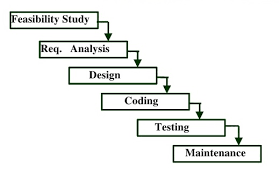 Feasibility Study
Req. Analysis
Design
Coding
Testing
Maintenance